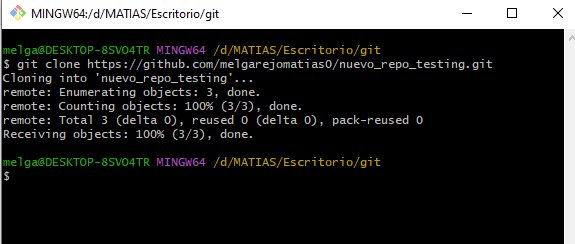 MINGW64:/d/MATIAS/Escritorio/git
melga@DESKTOP-8SVO4TR MINGW64 /d/MATIAS/Escritorio/git
$ git clone https://github.com/melgarejomatias0/nuevo_repo_testing.git
Cloning into 'nuevo_repo_testing'...
remote: Enumerating objects: 3, done.
remote: Counting objects: 100% (3/3), done.
remote: Total 3 (delta 0), reused 0 (delta 0), pack-reused 0
Receiving objects: 100% (3/3), done.
melga@DESKTOP-8SVO4TR MINGW64 /d/MATIAS/Escritorio/git
$